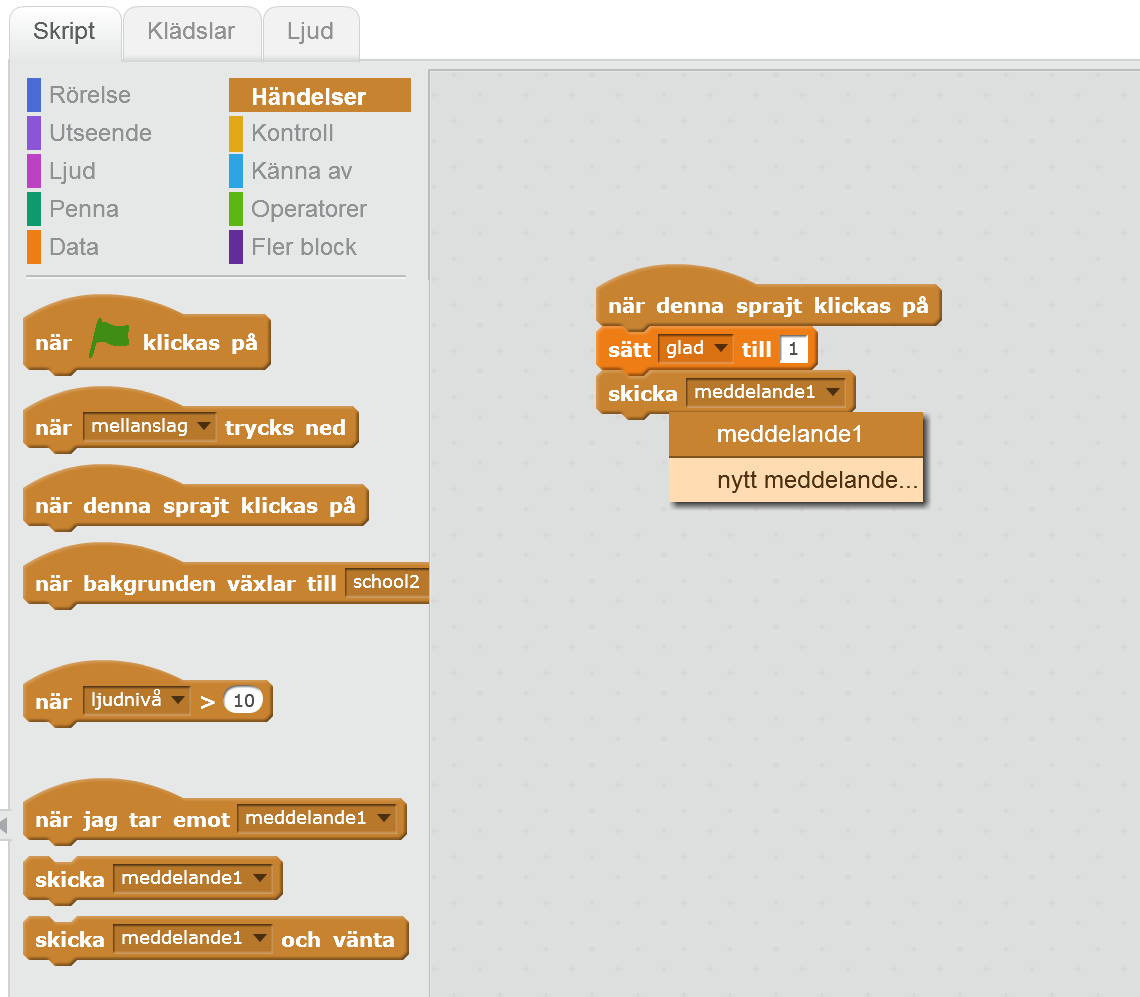 Skript Klädslar Ljud
Rörelse Händelser
Utseende Kontroll
Ljud Känna av
Penna Operatorer
Data Fler block
när klickas på
när mellanslag trycks ned
när denna sprajt klickas på
när bakgrunden växlar till school2
när ljudnivå > 10
när jag tar emot meddelande1
skicka meddelande1
skicka meddelande1 och vänta
när denna sprajt klickas på
sätt glad till 1
skicka meddelande1
meddelande1
nytt meddelande...